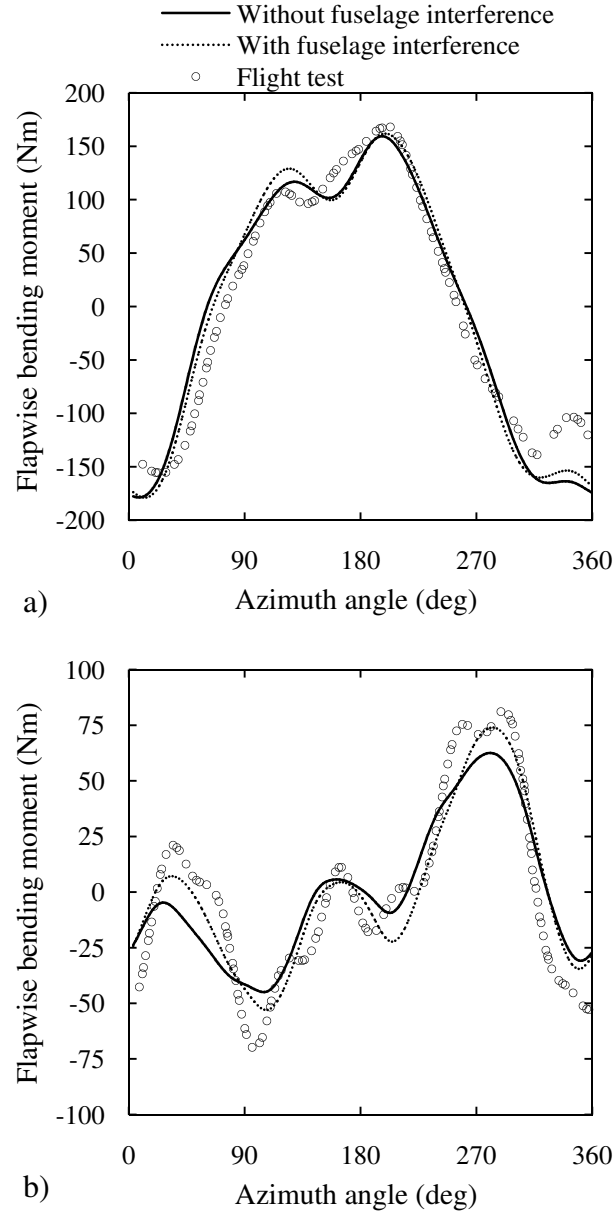 Without fuselage interference
With fuselage interference
Flight test
Flapwise bending moment (Nm)
200
150
100
50
0
-50
-100
-150
-200
0 90 180 270 360
Azimuth angle (deg)
a)
Flapwise bending moment (Nm)
100
75
50
25
0
-25
-50
-75
-100
0 90 180 270 360
Azimuth angle (deg)
b)